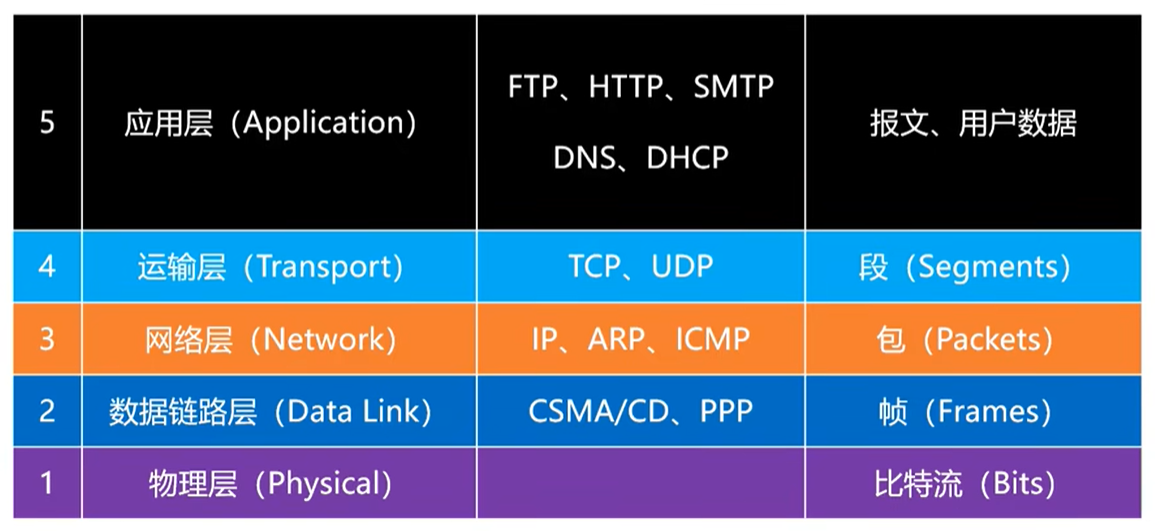 5
应用层（Application）
FTP、HTTP、SMTP
DNS、DHCP
报文、用户数据
4
运输层（Transport）
TCP、UDP
段（Segments）
3
网络层（Network）
IP、ARP、ICMP
包（Packets）
2
数据链路层（Data Link）
CSMA/CD、PPP
帧（Frames）
1
物理层（Physical）
比特流（Bits）